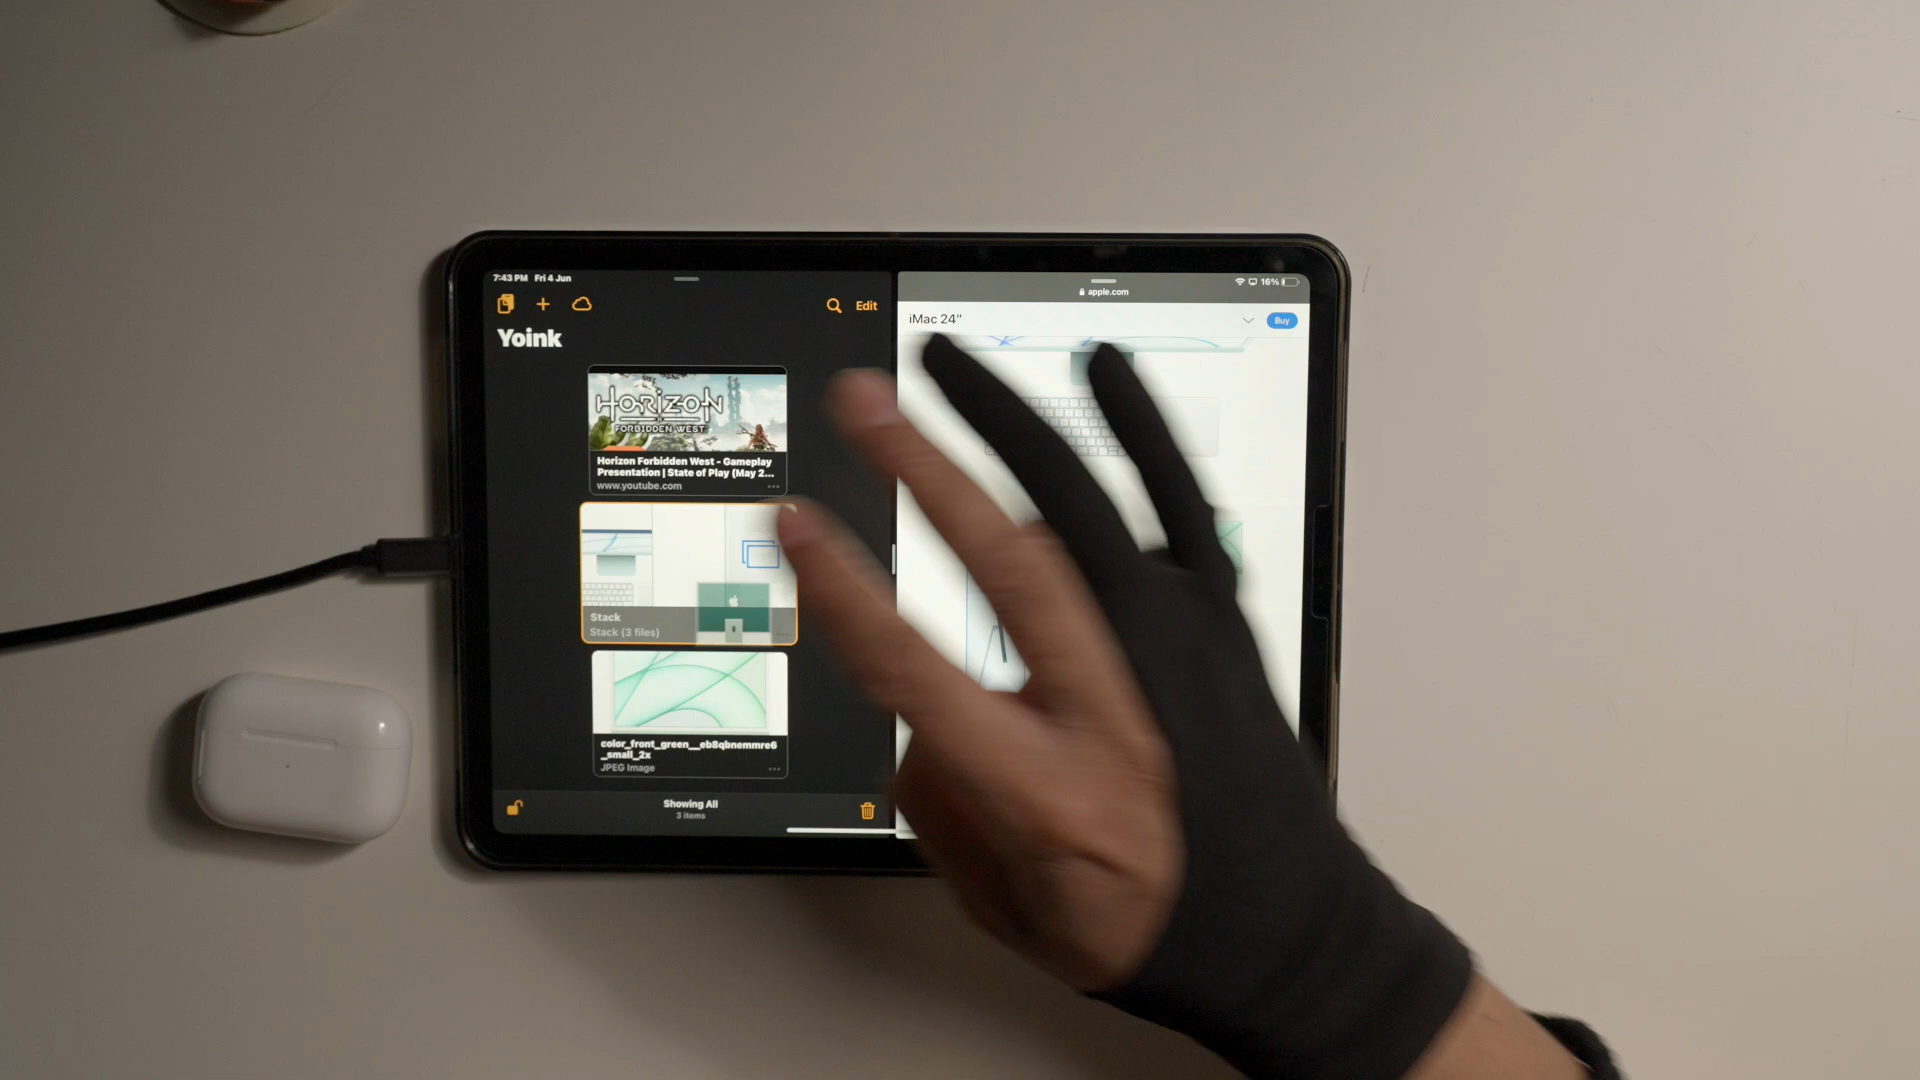 7:43 PM Fri 4 Jun
Edit
Yoink
HORIZON
FORBIDDEN WEST
Horizon Forbidden West - Gameplay
Presentation | State of Play (May 2...
www.youtube.com
Stack
Stack (3 files)
color_front_green__eb8qbnemmre6
_small_2x
JPEG Image
Showing All
3 items
16%
apple.com
iMac 24"
Buy